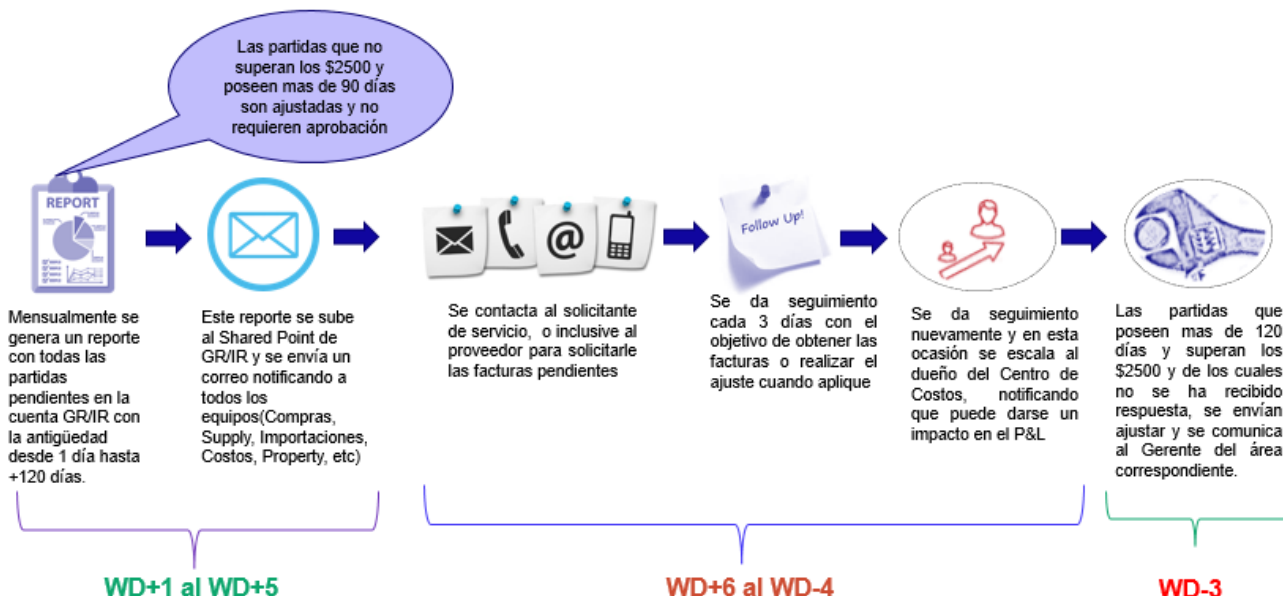 Las partidas que no
superan los $2500 y
poseen mas de 90 días
son ajustadas y no
requieren aprobación
REPORT
Mensualmente se
genera un reporte
con todas las
partidas
pendientes en la
cuenta GR/IR con
la antigüedad
desde 1 día hasta
+120 días.
Este reporte se sube
al Shared Point de
GR/IR y se envía un
correo notificando a
todos los
equipos(Compras,
Supply, Importaciones,
Costos, Property, etc)
@
Se contacta al solicitante
de servicio, o inclusive al
proveedor para solicitarle
las facturas pendientes
Follow Up!
Se da seguimiento
cada 3 días con el
objetivo de obtener las
facturas o realizar el
ajuste cuando aplique
Se da seguimiento
nuevamente y en esta
ocasión se escala al
dueño del Centro de
Costos, notificando
que puede darse un
impacto en el P&L
Las partidas que
poseen mas de 120
días y superan los
$2500 y de los cuales
no se ha recibido
respuesta, se envían
ajustar y se comunica
al Gerente del área
correspondiente.
WD+1 al WD+5
WD+6 al WD-4
WD-3